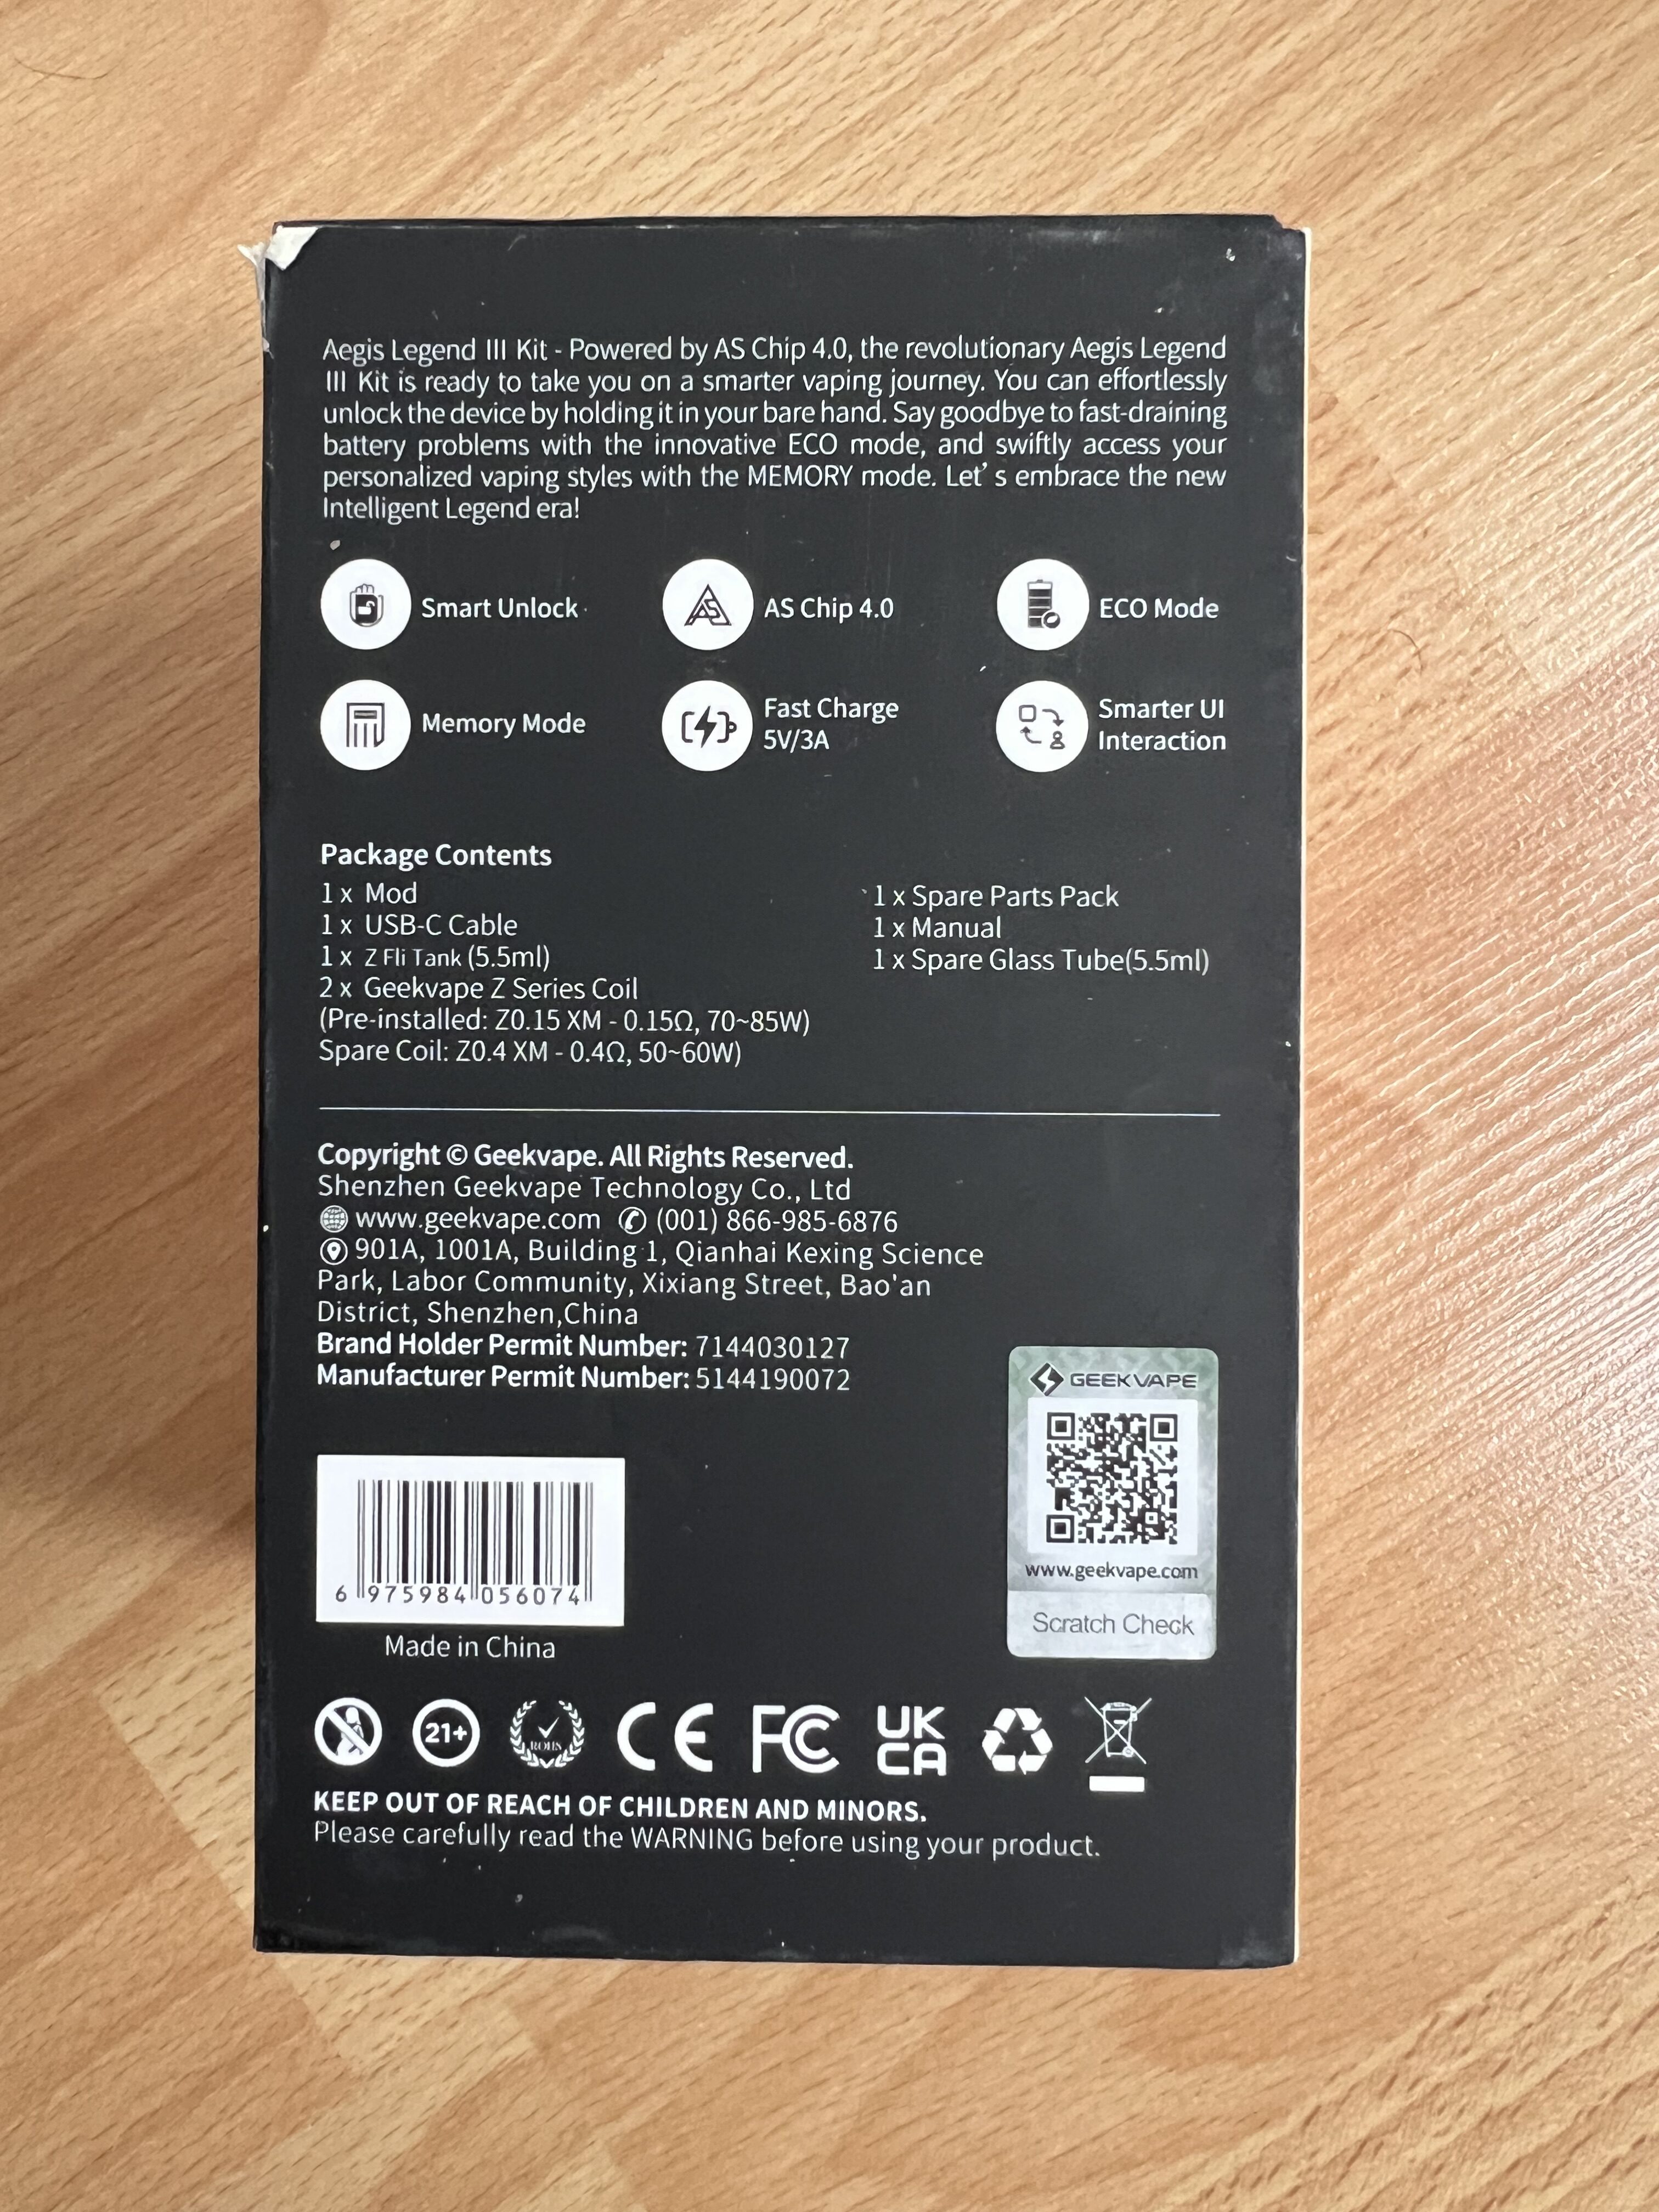 Aegis Legend III Kit - Powered by AS Chip 4.0, the revolutionary Aegis Legend
III Kit is ready to take you on a smarter vaping journey. You can effortlessly
unlock the device by holding it in your bare hand. Say goodbye to fast-draining
battery problems with the innovative ECO mode, and swiftly access your
personalized vaping styles with the MEMORY mode. Let’ s embrace the new
Intelligent Legend era!
Smart Unlock
AS Chip 4.0
ECO Mode
Memory Mode
Fast Charge
5V/3A
Smarter UI
Interaction
Package Contents
1 x Mod
1 x USB-C Cable
1 x Z Fli Tank (5.5ml)
2 x Geekvape Z Series Coil
(Pre-installed: Z0.15 XM - 0.15Ω, 70~85W)
Spare Coil: Z0.4 XM - 0.4Ω, 50~60W)
1 x Spare Parts Pack
1 x Manual
1 x Spare Glass Tube(5.5ml)
Copyright © Geekvape. All Rights Reserved.
Shenzhen Geekvape Technology Co., Ltd
www.geekvape.com (001) 866-985-6876
901A, 1001A, Building 1, Qianhai Kexing Science
Park, Labor Community, Xixiang Street, Bao'an
District, Shenzhen,China
Brand Holder Permit Number: 7144030127
Manufacturer Permit Number: 5144190072
GEEKVAPE
www.geekvape.com
Scratch Check
6 975984 056074
Made in China
21+
ROHS
CE
FC
UK
CA
KEEP OUT OF REACH OF CHILDREN AND MINORS.
Please carefully read the WARNING before using your product.